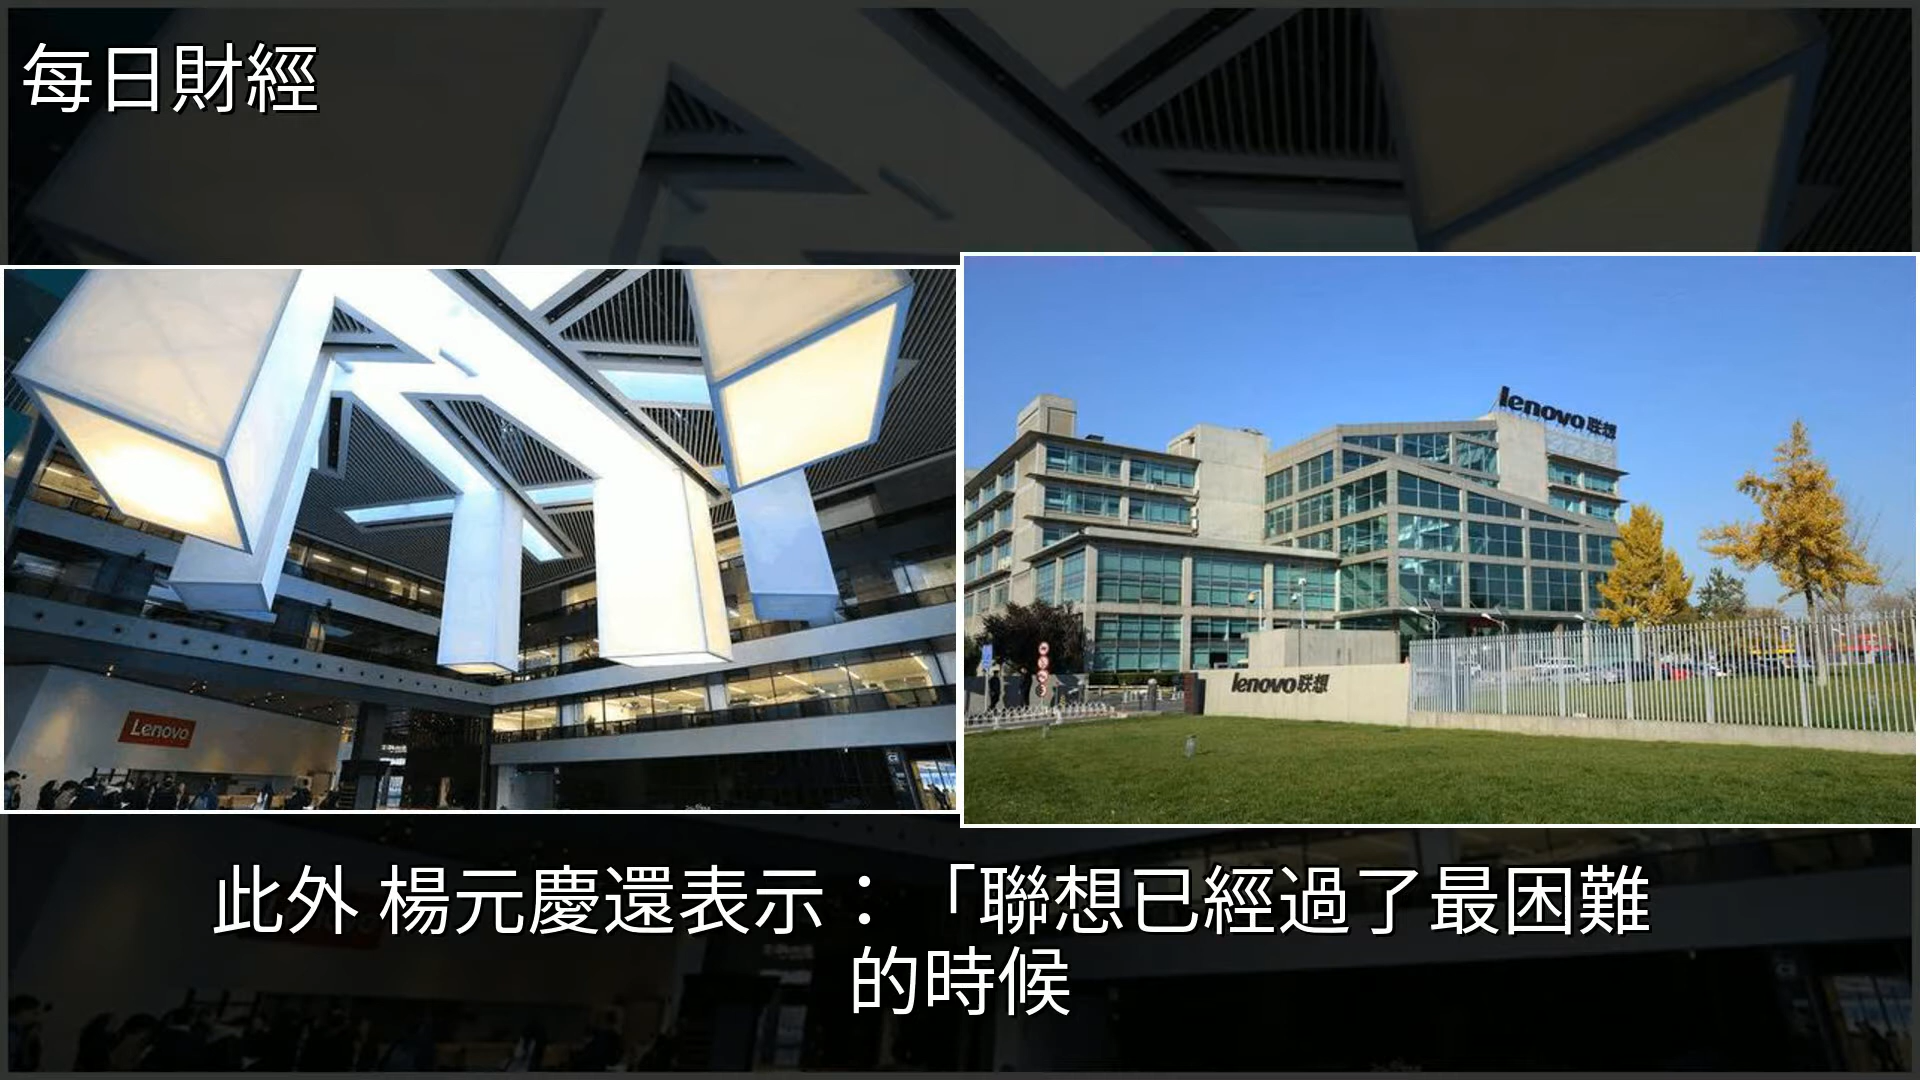 每日財經
lenovo联想
lenovo联想
Lenovo
此外 楊元慶還表示：「聯想已經過了最困難
的時候